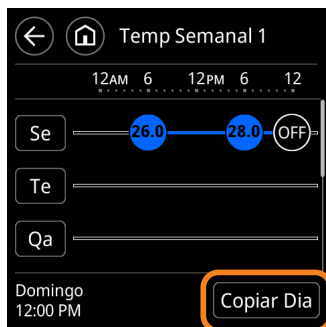 Temp Semanal 1
12AM 6 12PM 6 12
Se 26.0 28.0 OFF
Te
Qa
Domingo
12:00 PM
Copiar Dia